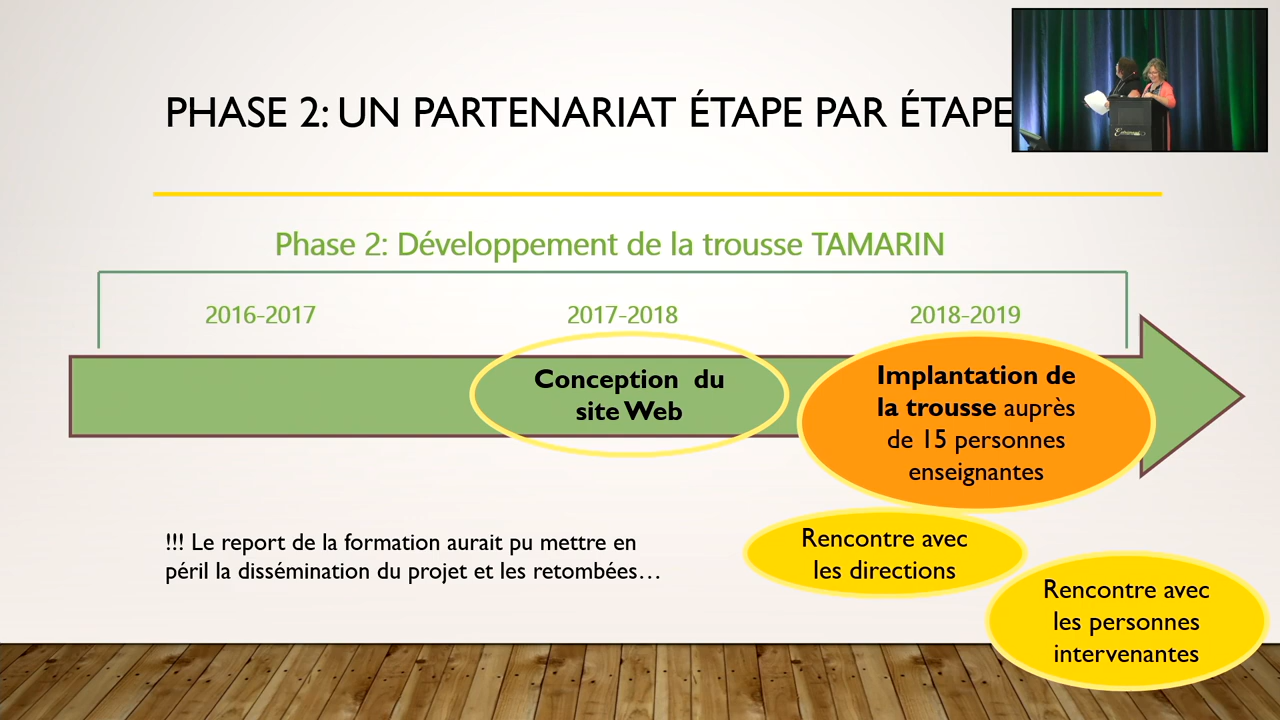 PHASE 2: UN PARTENARIAT ÉTAPE PAR ÉTAPE
Phase 2: Développement de la trousse TAMARIN
2016-2017
2017-2018
2018-2019
Conception du
site Web
Implantation de
la trousse auprès
de 15 personnes
enseignantes
!!! Le report de la formation aurait pu mettre en
péril la dissémination du projet et les retombées…
Rencontre avec
les directions
Rencontre avec
les personnes
intervenantes